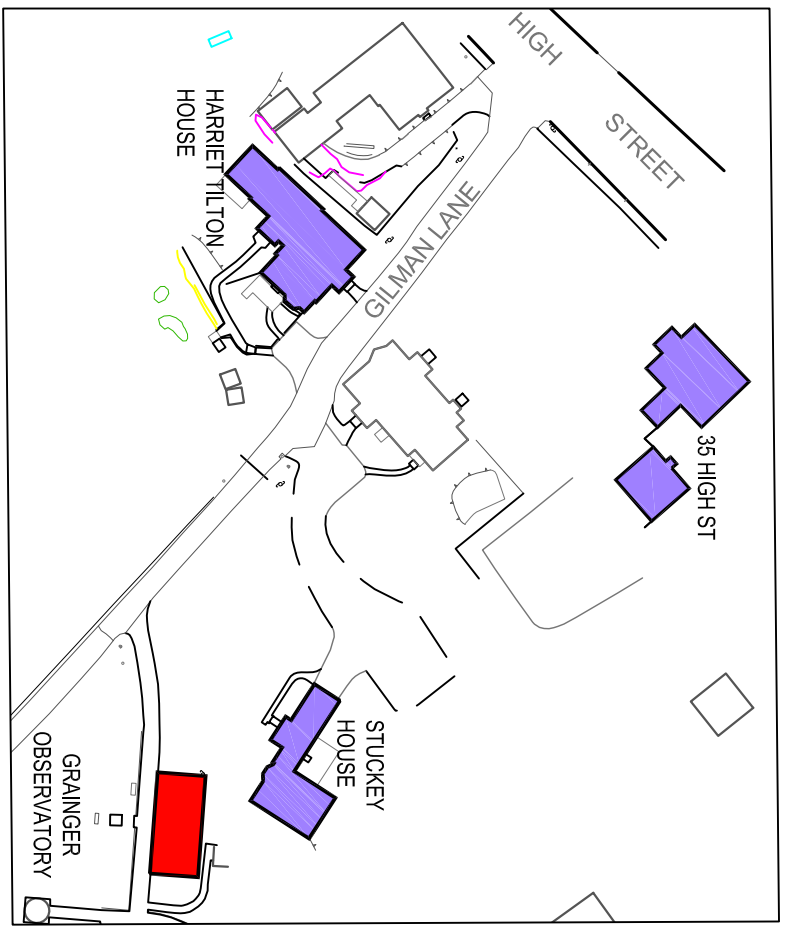 HIGH
STREET
HARRIET TILTON
HOUSE
GILMAN LANE
35 HIGH ST
STUCKEY
HOUSE
GRAINGER
OBSERVATORY